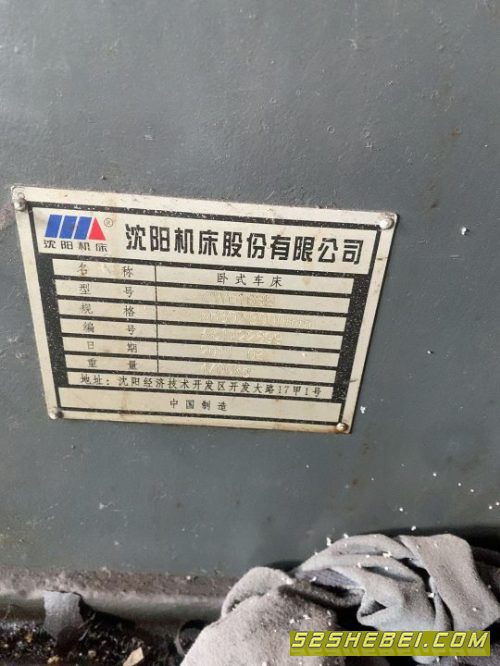 沈阳机床股份有限公司
®
沈阳机床
名称 卧式车床
型号
规格
编号
日期
重量
地址：沈阳经济技术开发区开发大路17甲1号
中国制造
52SHEBEI.COM